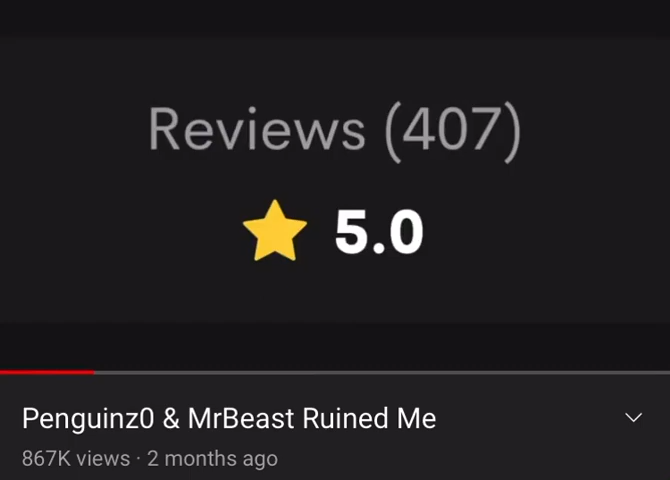 Reviews (407)
5.0
Penguinz0 & MrBeast Ruined Me
867K views · 2 months ago